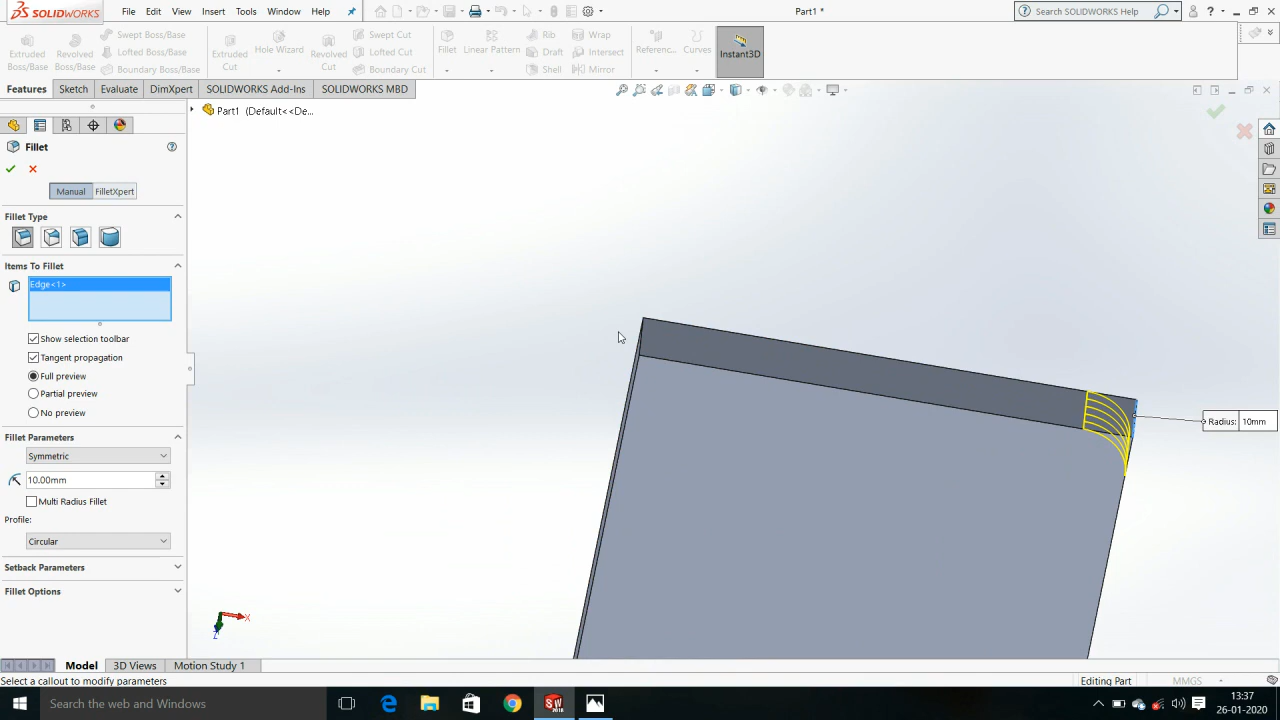 SOLIDWORKS File Edit View Insert Tools Window Help Part1 * Search SOLIDWORKS Help
Extruded Boss/Base Revolved Boss/Base Swept Boss/Base Lofted Boss/Base Boundary Boss/Base Extruded Cut Hole Wizard Revolved Cut Swept Cut Lofted Cut Boundary Cut Fillet Linear Pattern Rib Draft Shell Wrap Intersect Mirror Referenc... Curves Instant3D
Features Sketch Evaluate DimXpert SOLIDWORKS Add-Ins SOLIDWORKS MBD
Part1 (Default<<De...
Fillet
Manual FilletXpert
Fillet Type
Items To Fillet
Edge<1>
Show selection toolbar
Tangent propagation
Full preview
Partial preview
No preview
Fillet Parameters
Symmetric
10.00mm
Multi Radius Fillet
Profile:
Circular
Setback Parameters
Fillet Options
Radius: 10mm
X
Z
Model 3D Views Motion Study 1
Select a callout to modify parameters Editing Part MMGS
Search the web and Windows
SW
2016
13:37
26-01-2020